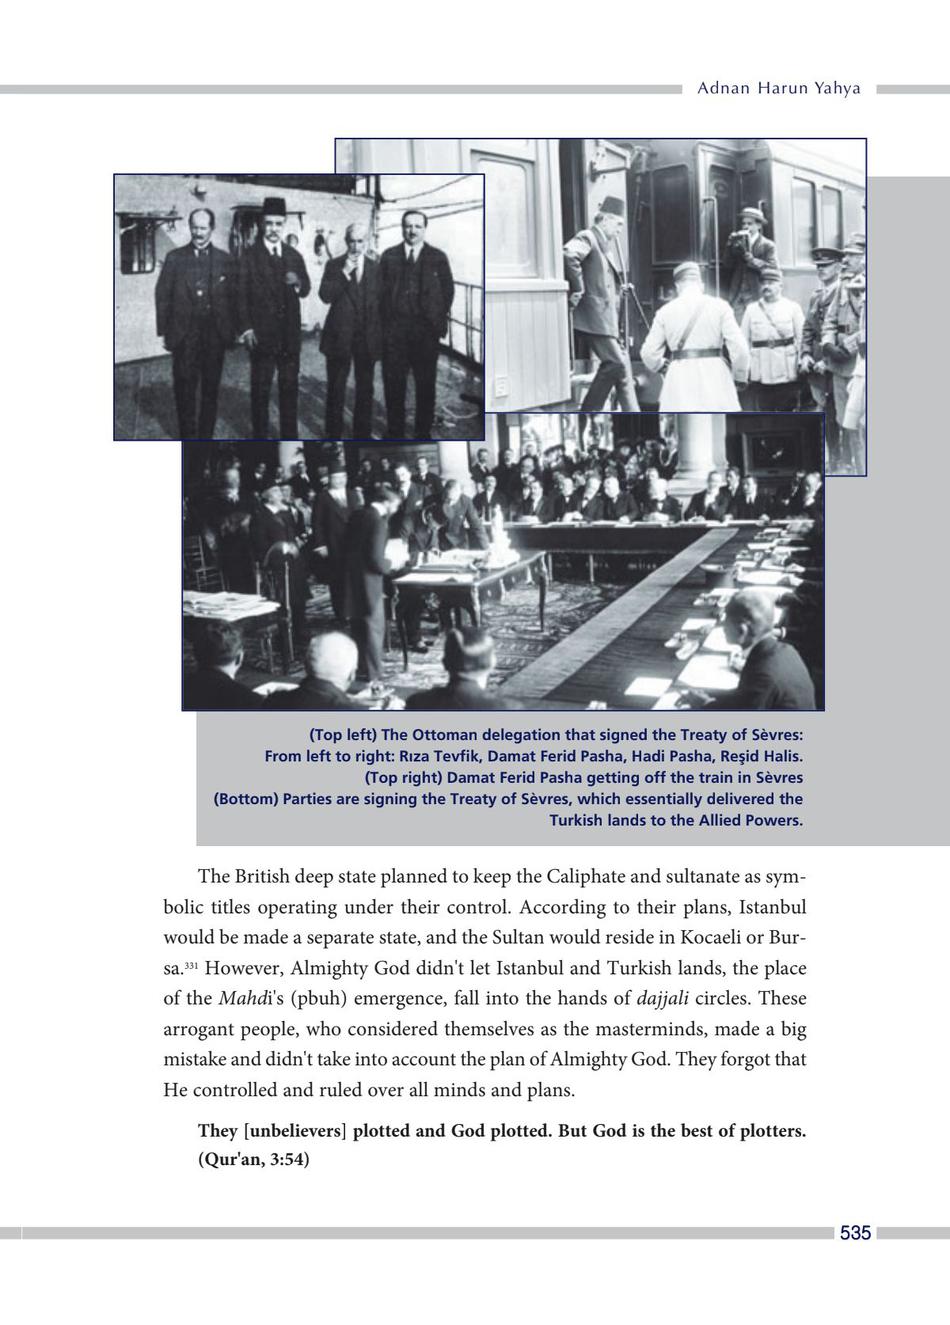 Adnan Harun Yahya
(Top left) The Ottoman delegation that signed the Treaty of Sèvres:
From left to right: Rıza Tevfik, Damat Ferid Pasha, Hadi Pasha, Reşid Halis.
(Top right) Damat Ferid Pasha getting off the train in Sèvres
(Bottom) Parties are signing the Treaty of Sèvres, which essentially delivered the
Turkish lands to the Allied Powers.
The British deep state planned to keep the Caliphate and sultanate as sym-
bolic titles operating under their control. According to their plans, Istanbul
would be made a separate state, and the Sultan would reside in Kocaeli or Bur-
sa.331 However, Almighty God didn't let Istanbul and Turkish lands, the place
of the Mahdi's (pbuh) emergence, fall into the hands of dajjali circles. These
arrogant people, who considered themselves as the masterminds, made a big
mistake and didn't take into account the plan of Almighty God. They forgot that
He controlled and ruled over all minds and plans.
They [unbelievers] plotted and God plotted. But God is the best of plotters.
(Qur'an, 3:54)
535